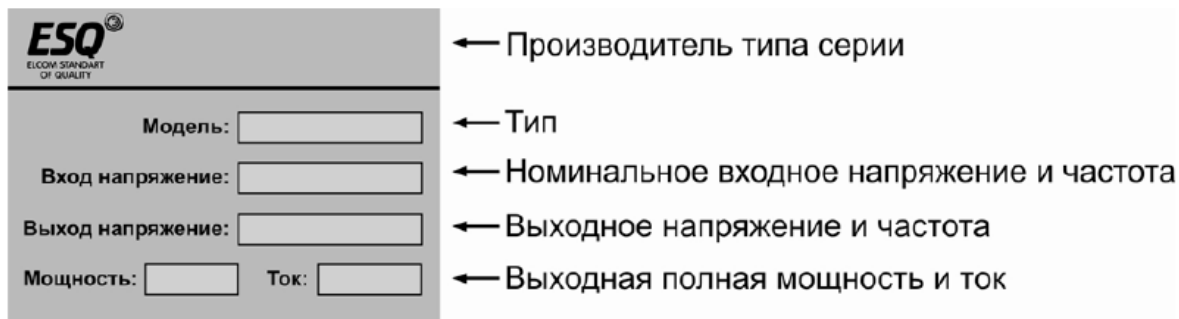 ESQ®
ELCOM STANDART
OF QUALITY
Производитель типа серии
Модель:
Тип
Вход напряжение:
Номинальное входное напряжение и частота
Выход напряжение:
Выходное напряжение и частота
Мощность: Ток:
Выходная полная мощность и ток